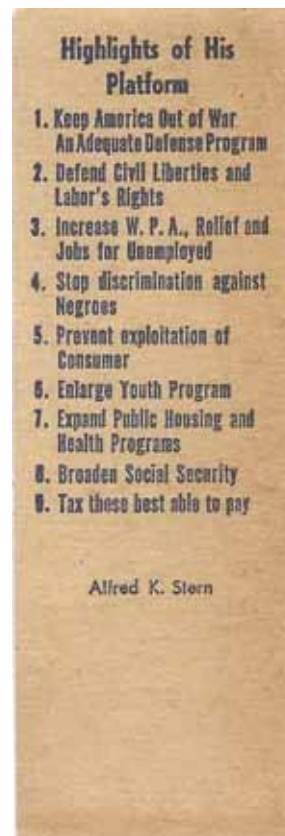 Highlights of His
Platform
1. Keep America Out of War
An Adequate Defense Program
2. Defend Civil Liberties and
Labor's Rights
3. Increase W. P. A., Relief and
Jobs for Unemployed
4. Stop discrimination against
Negroes
5. Prevent exploitation of
Consumer
6. Enlarge Youth Program
7. Expand Public Housing and
Health Programs
8. Broaden Social Security
9. Tax those best able to pay
Alfred K. Stern